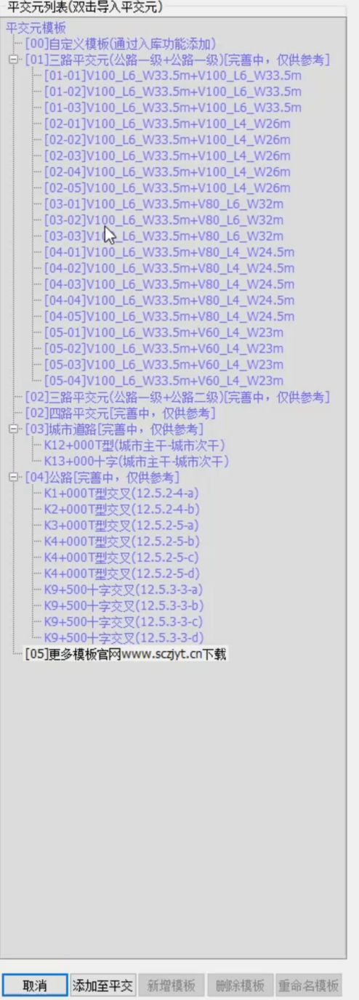 平交元列表(双击导入平交元)
平交元模板
[00]自定义模板(通过入库功能添加)
[01]三路平交元(公路一级+公路一级)[完善中，仅供参考]
[01-01]V100_L6_W33.5m+V100_L6_W33.5m
[01-02]V100_L6_W33.5m+V100_L6_W33.5m
[01-03]V100_L6_W33.5m+V100_L6_W33.5m
[02-01]V100_L6_W33.5m+V100_L4_W26m
[02-02]V100_L6_W33.5m+V100_L4_W26m
[02-03]V100_L6_W33.5m+V100_L4_W26m
[02-04]V100_L6_W33.5m+V100_L4_W26m
[02-05]V100_L6_W33.5m+V100_L4_W26m
[03-01]V100_L6_W33.5m+V80_L6_W32m
[03-02]V100_L6_W33.5m+V80_L6_W32m
[03-03]V100_L6_W33.5m+V80_L6_W32m
[04-01]V100_L6_W33.5m+V80_L4_W24.5m
[04-02]V100_L6_W33.5m+V80_L4_W24.5m
[04-03]V100_L6_W33.5m+V80_L4_W24.5m
[04-04]V100_L6_W33.5m+V80_L4_W24.5m
[04-05]V100_L6_W33.5m+V80_L4_W24.5m
[05-01]V100_L6_W33.5m+V60_L4_W23m
[05-02]V100_L6_W33.5m+V60_L4_W23m
[05-03]V100_L6_W33.5m+V60_L4_W23m
[05-04]V100_L6_W33.5m+V60_L4_W23m
[02]三路平交元(公路一级+公路二级)[完善中，仅供参考]
[02]四路平交元[完善中，仅供参考]
[03]城市道路[完善中，仅供参考]
K12+000T型(城市主干-城市次干)
K13+000十字(城市主干-城市次干)
[04]公路[完善中，仅供参考]
K1+000T型交叉(12.5.2-4-a)
K2+000T型交叉(12.5.2-4-b)
K3+000T型交叉(12.5.2-5-a)
K4+000T型交叉(12.5.2-5-b)
K4+000T型交叉(12.5.2-5-c)
K4+000T型交叉(12.5.2-5-d)
K9+500十字交叉(12.5.3-3-a)
K9+500十字交叉(12.5.3-3-b)
K9+500十字交叉(12.5.3-3-c)
K9+500十字交叉(12.5.3-3-d)
[05]更多模板官网www.sczjyt.cn下载
取消 添加至平交 新增模板 删除模板 重命名模板